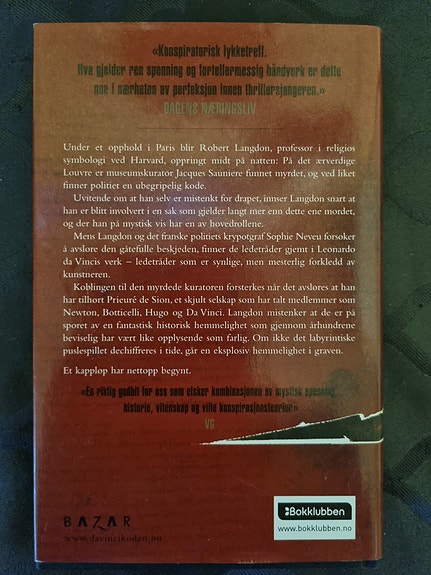 «Konspiratorisk lykketreff.
Hva gjelder ren spenning og fortellermessig håndverk er dette
noe i nærheten av perfeksjon innen thrillersjangeren.»
DAGENS NÆRINGSLIV
Under et opphold i Paris blir Robert Langdon, professor i religiøs
symbologi ved Harvard, oppringt midt på natten: På det ærverdige
Louvre er museumskurator Jacques Sauniere funnet myrdet, og ved liket
finner politiet en ubegripelig kode.
Uvitende om at han selv er mistenkt for drapet, innser Langdon snart at
han er blitt involvert i en sak som gjelder langt mer enn dette ene mordet,
og der han på mystisk vis har en av hovedrollene.
Mens Langdon og det franske politiets krypotgraf Sophie Neveu forsøker
å avsløre den gåtefulle beskjeden, finner de ledetråder gjemt i Leonardo
da Vincis verk – ledetråder som er synlige, men mesterlig forkledd av
kunstneren.
Koblingen til den myrdede kuratoren forsterkes når det avsløres at han
har tilhørt Prieuré de Sion, et skjult selskap som har talt medlemmer som
Newton, Botticelli, Hugo og Da Vinci. Langdon mistenker at de er på
sporet av en fantastisk historisk hemmelighet som gjennom århundrene
beviselig har vært like opplysende som farlig. Om ikke det labyrintiske
puslespillet dechiffreres i tide, går en eksplosiv hemmelighet i graven.
Et kappløp har nettopp begynt.
«En riktig godbit for oss som elsker kombinasjonen av mystisk spenning,
historie, vitenskap og ville konspirasjonsteorier»
VG
BAZAR
www.davincikoden.no
Bokklubben
www.bokklubben.no